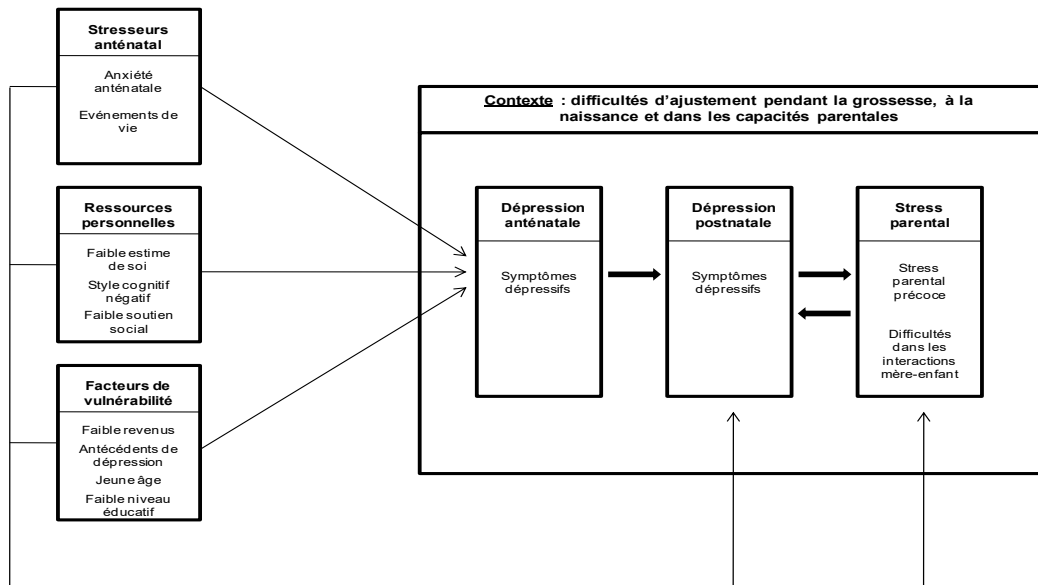 Stresseurs
anténatal
Anxiété
anténatale
Evénements de
vie
Ressources
personnelles
Faible estime
de soi
Style cognitif
négatif
Faible soutien
social
Facteurs de
vulnérabilité
Faible revenus
Antécédents de
dépression
Jeune âge
Faible niveau
éducatif
Contexte : difficultés d'ajustement pendant la grossesse, à la
naissance et dans les capacités parentales
Dépression
anténatale
Symptômes
dépressifs
Dépression
postnatale
Symptômes
dépressifs
Stress
parental
Stress
parental
précoce
Difficultés
dans les
interactions
mère-enfant